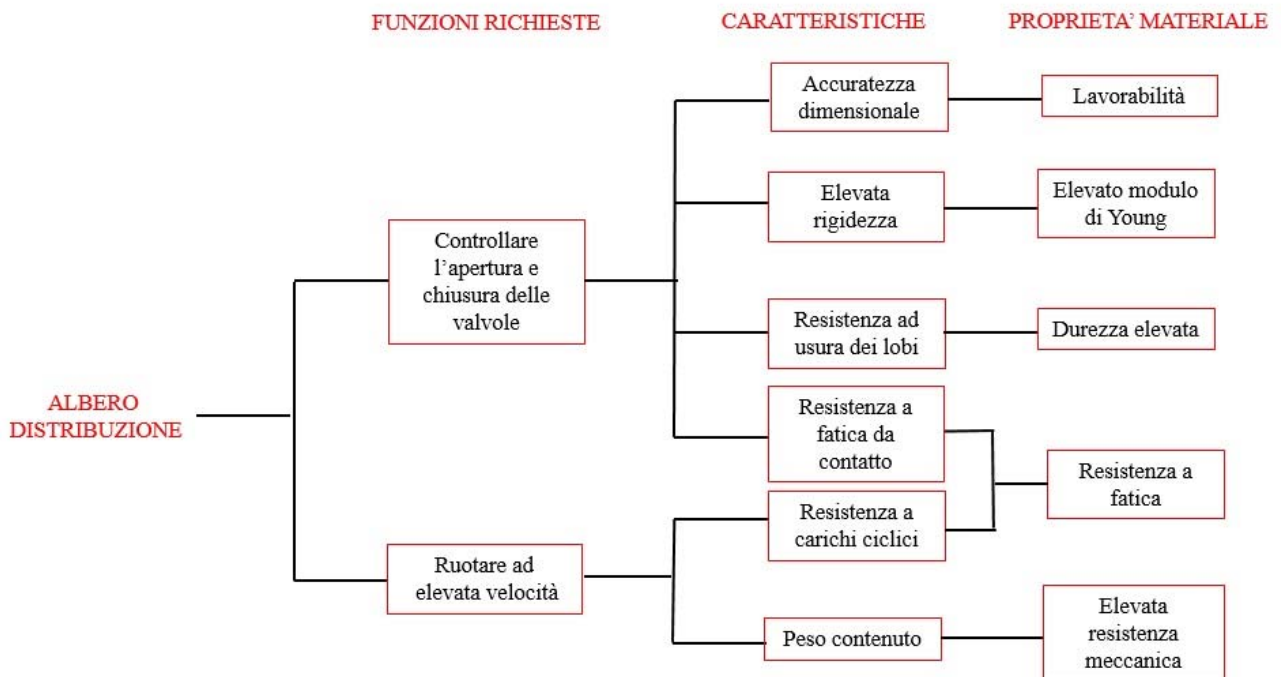 FUNZIONI RICHIESTE
CARATTERISTICHE
PROPRIETA’ MATERIALE
ALBERO
DISTRIBUZIONE
Controllare
l’apertura e
chiusura delle
valvole
Accuratezza
dimensionale
Lavorabilità
Elevata
rigidezza
Elevato modulo
di Young
Resistenza ad
usura dei lobi
Durezza elevata
Resistenza a
fatica da
contatto
Resistenza a
fatica
Ruotare ad
elevata velocità
Resistenza a
carichi ciclici
Peso contenuto
Elevata
resistenza
meccanica